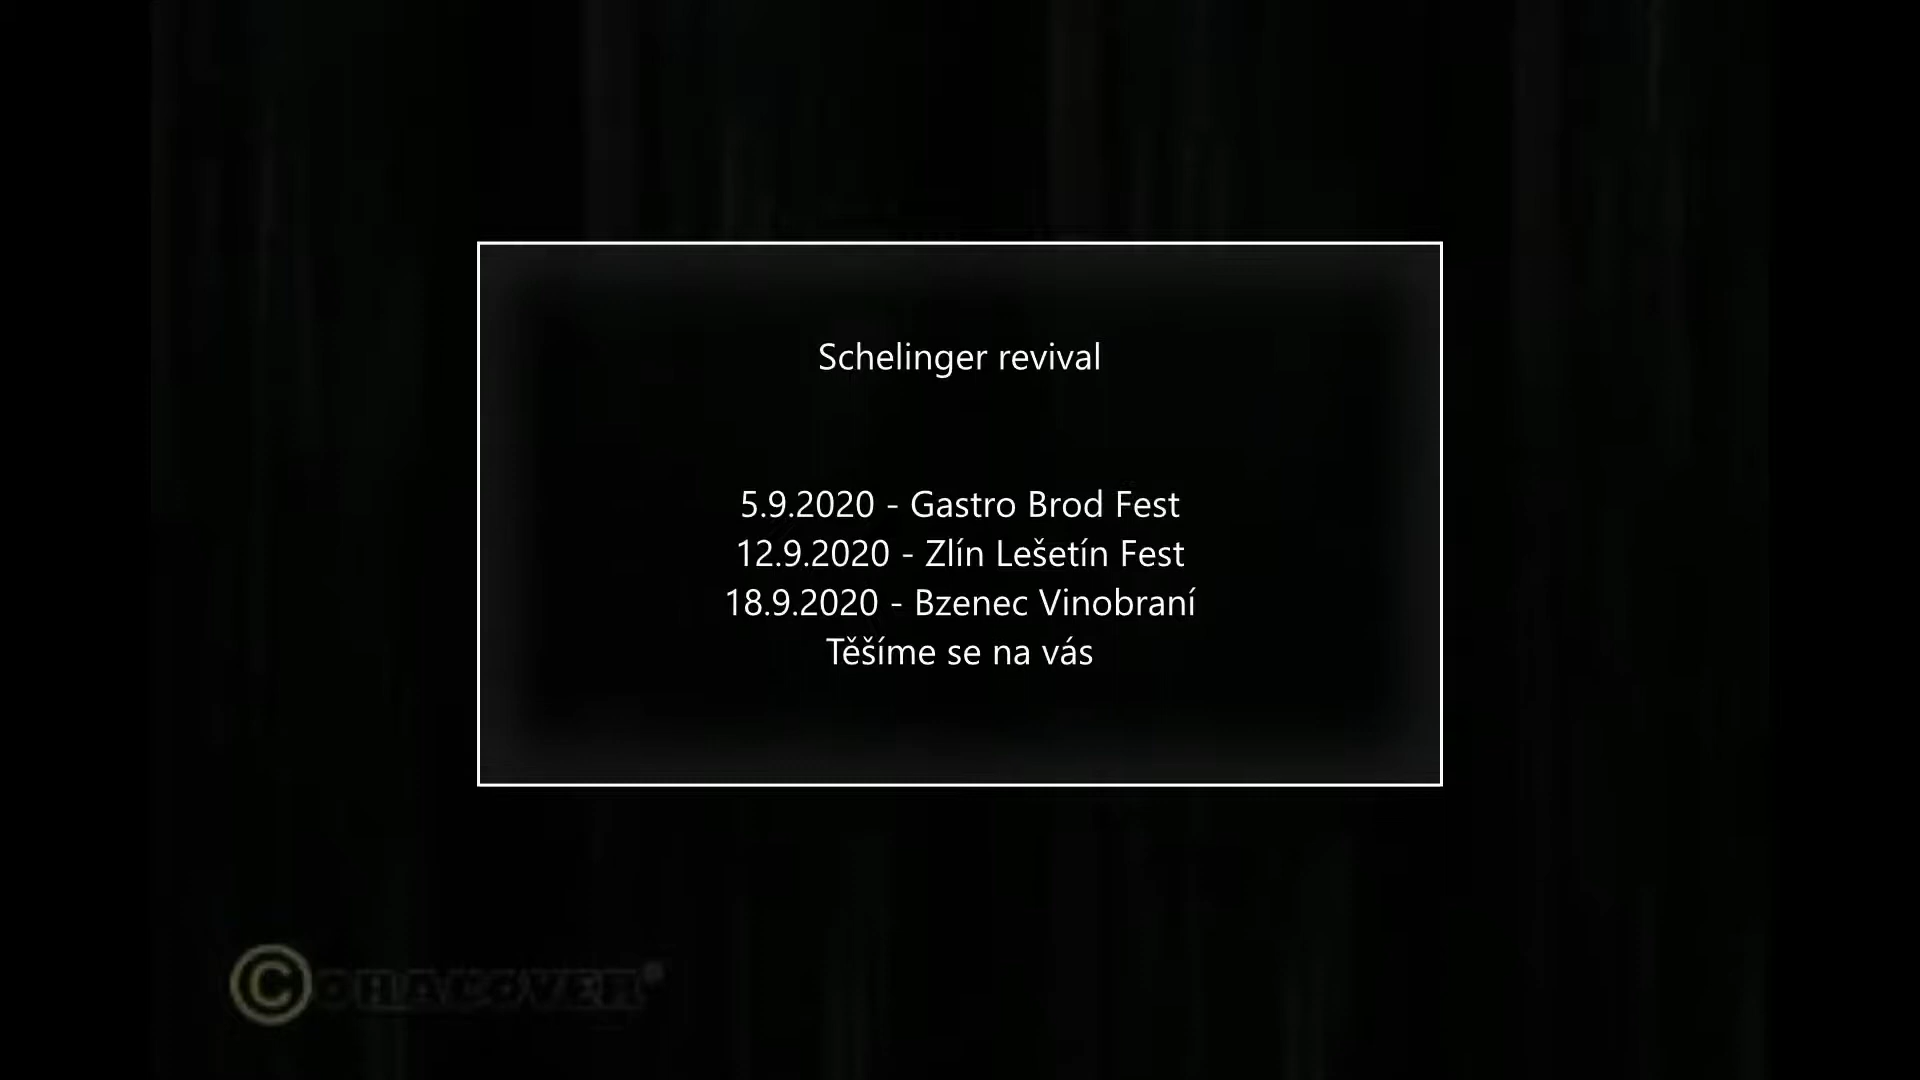 Schelinger revival
5.9.2020 - Gastro Brod Fest
12.9.2020 - Zlín Lešetín Fest
18.9.2020 - Bzenec Vinobraní
Těšíme se na vás
©